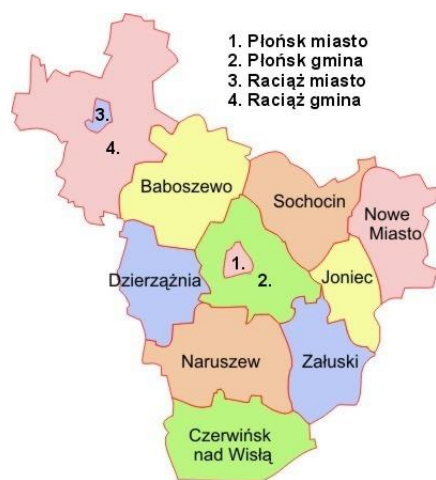 1. Płońsk miasto
2. Płońsk gmina
3. Raciąż miasto
4. Raciąż gmina
3.
4.
Baboszewo
Sochocin
Nowe
Miasto
Dzierzążnia
1.
2.
Joniec
Naruszew
Załuski
Czerwińsk
nad Wisłą